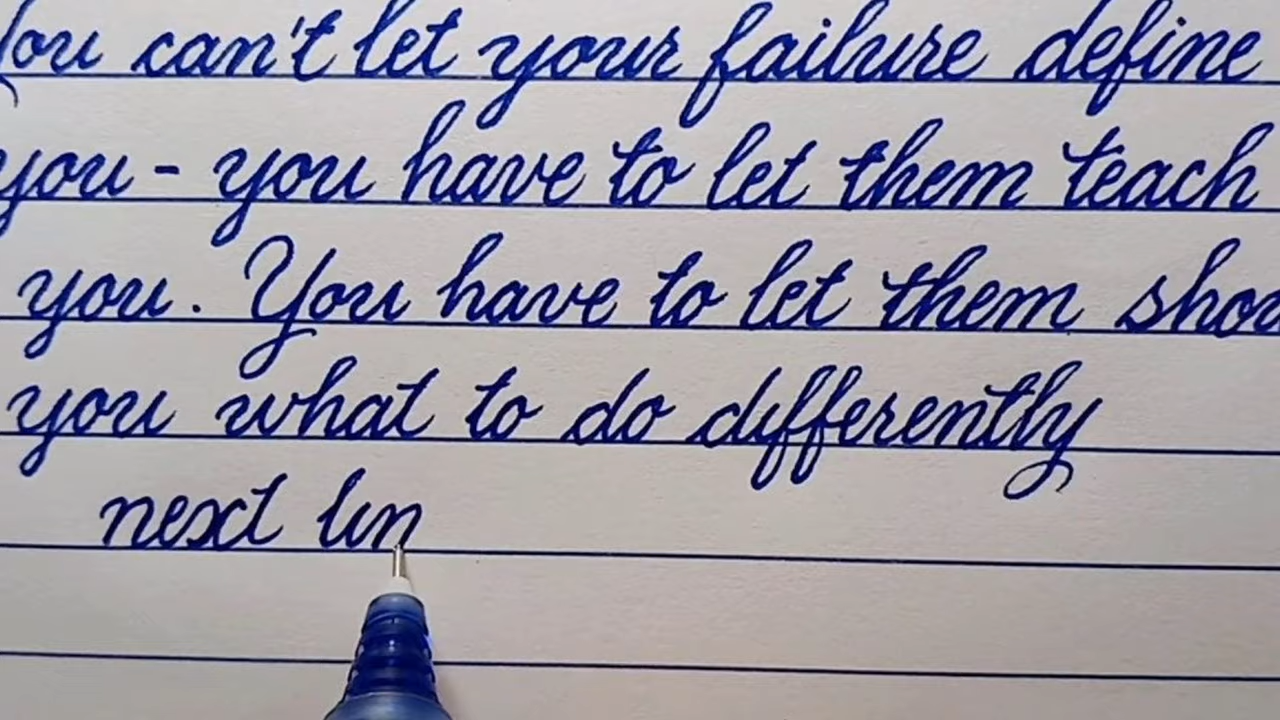 You can't let your failure define
you - you have to let them teach
you. You have to let them show
you what to do differently
next tin